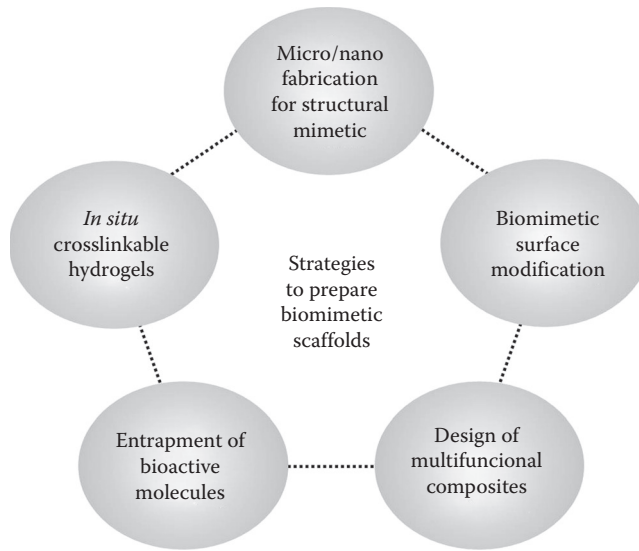 Micro/nano
fabrication
for structural
mimetic
In situ
crosslinkable
hydrogels
Biomimetic
surface
modification
Strategies
to prepare
biomimetic
scaffolds
Entrapment of
bioactive
molecules
Design of
multifuncional
composites